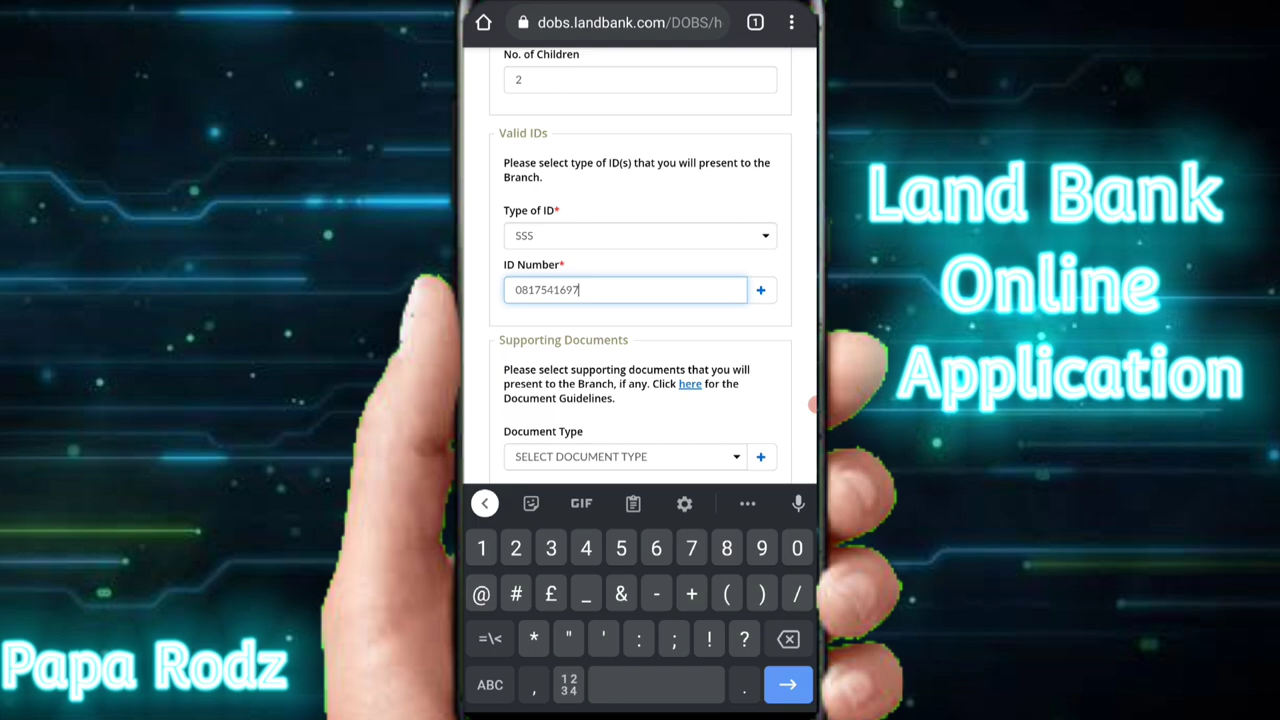 dobs.landbank.com/DOBS/h
1
No. of Children
2
Valid IDs
Please select type of ID(s) that you will present to the
Branch.
Type of ID*
SSS
ID Number*
0817541697
+
Supporting Documents
Please select supporting documents that you will
present to the Branch, if any. Click here for the
Document Guidelines.
Document Type
SELECT DOCUMENT TYPE
+
GIF
1 2 3 4 5 6 7 8 9 0
@ # £ _ & - + ( ) /
=\< * " ' : ; ! ?
ABC , 12 34 .
Land Bank
Online
Application
Papa Rodz